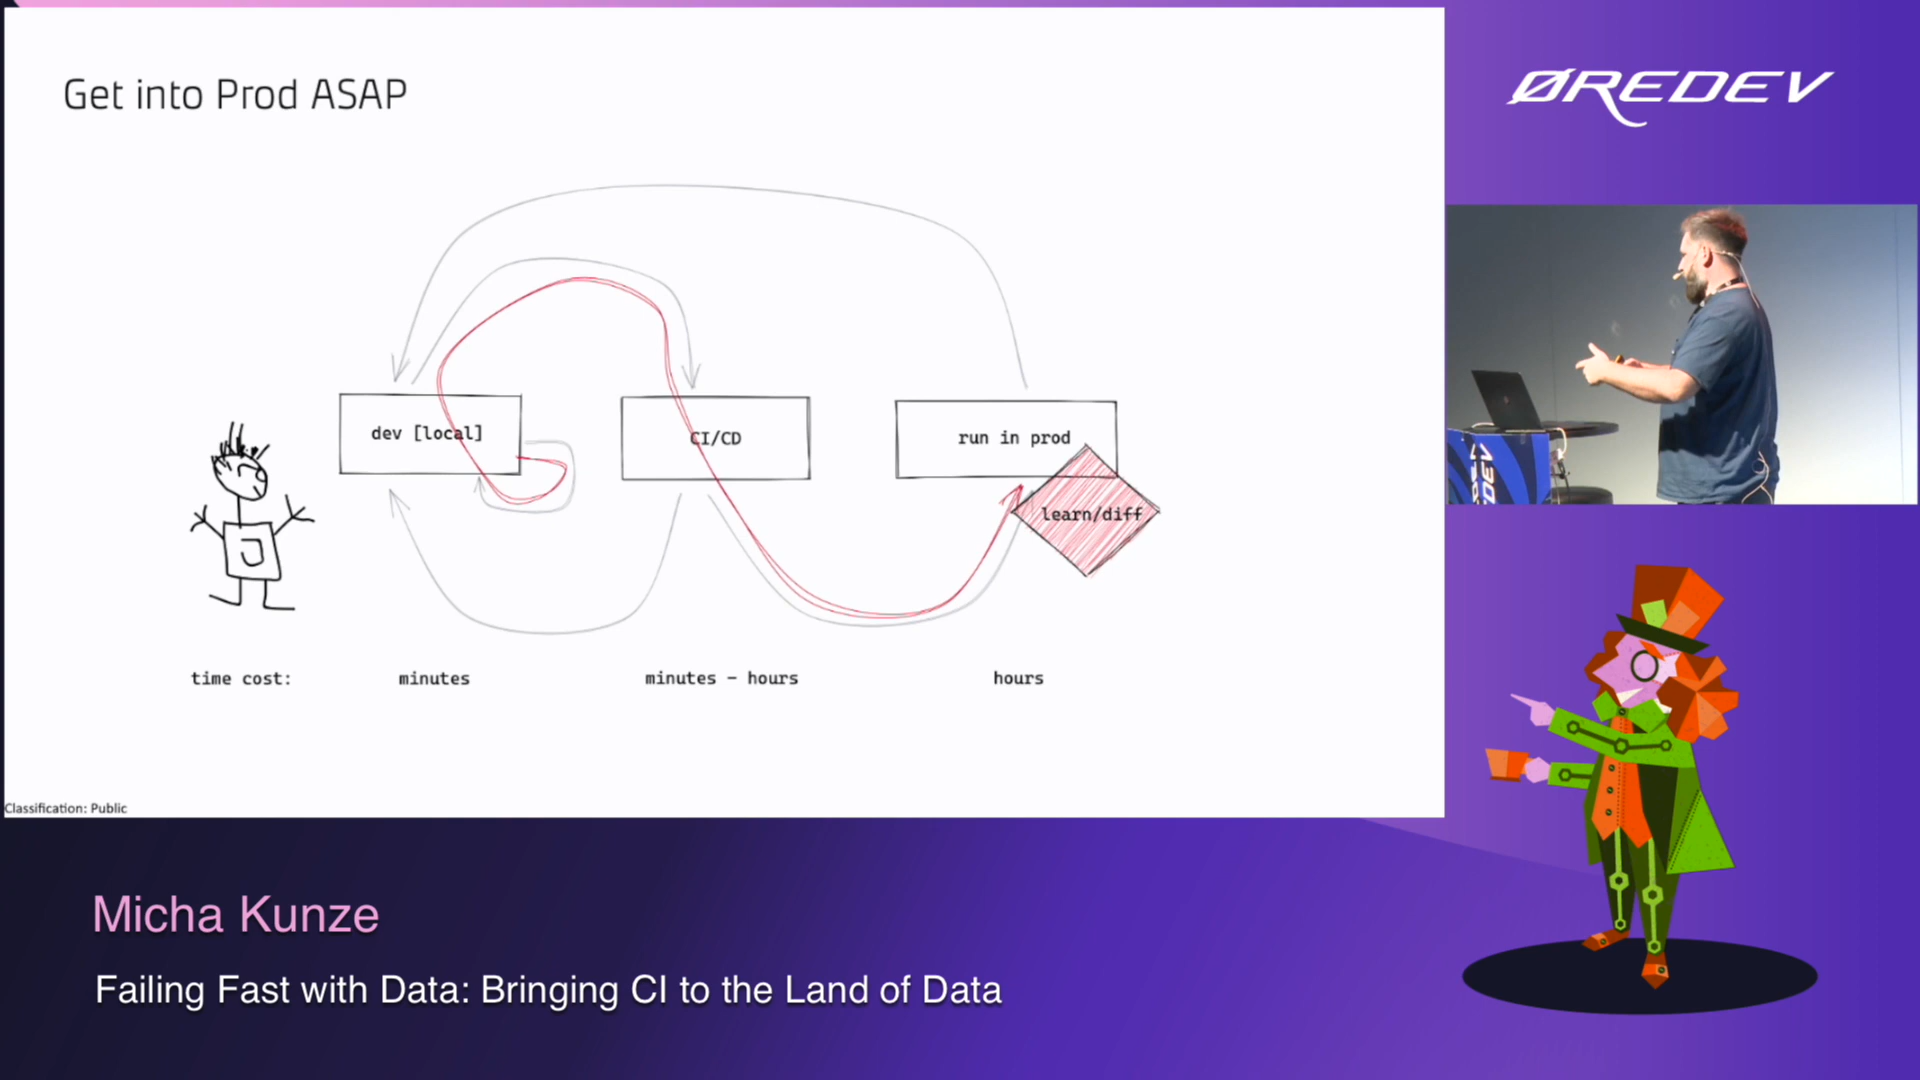 Get into Prod ASAP
ØREDEV
dev [local]
CI/CD
run in prod
learn/diff
J
time cost:
minutes
minutes – hours
hours
Classification: Public
Micha Kunze
Failing Fast with Data: Bringing CI to the Land of Data